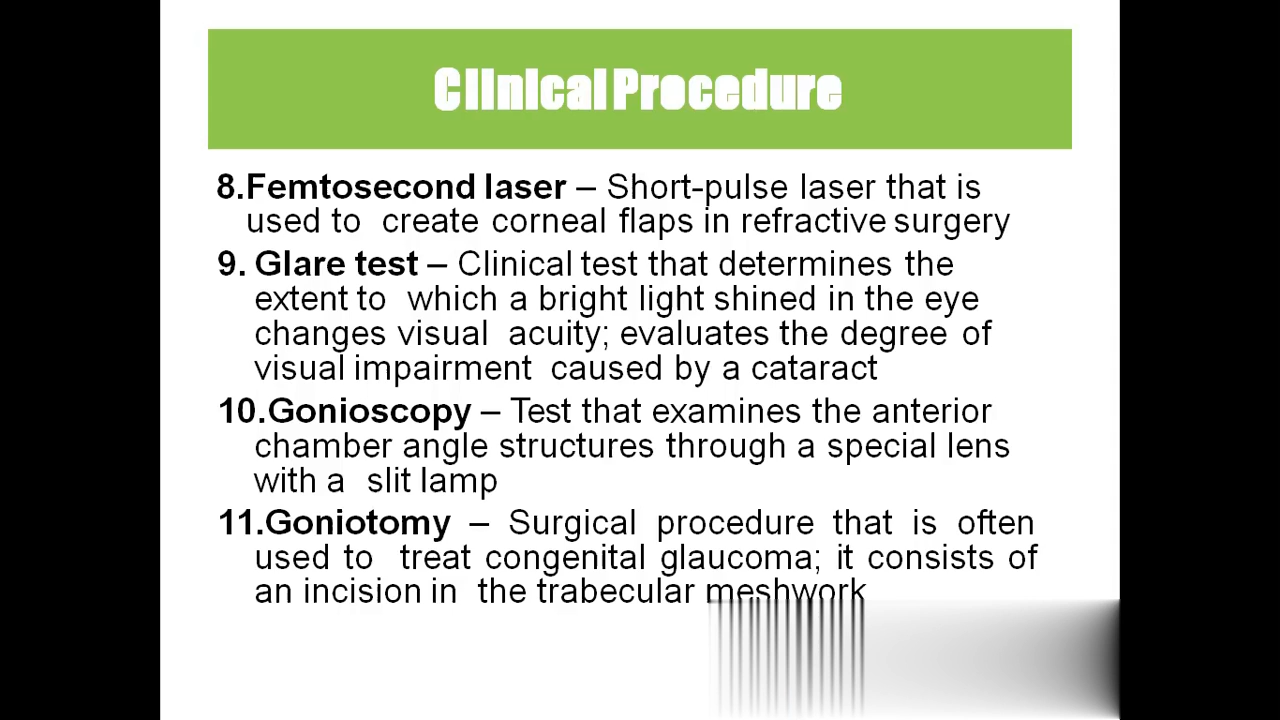 Clinical Procedure
8.Femtosecond laser – Short-pulse laser that is
used to create corneal flaps in refractive surgery
9. Glare test – Clinical test that determines the
extent to which a bright light shined in the eye
changes visual acuity; evaluates the degree of
visual impairment caused by a cataract
10.Gonioscopy – Test that examines the anterior
chamber angle structures through a special lens
with a slit lamp
11.Goniotomy – Surgical procedure that is often
used to treat congenital glaucoma; it consists of
an incision in the trabecular meshwork